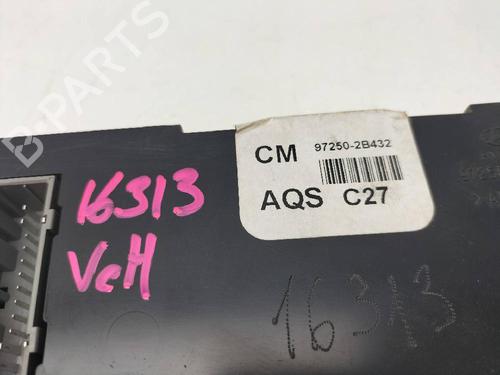 B-PARTS
CM 97250-2B432
AQS C27
16313
VcH
16313